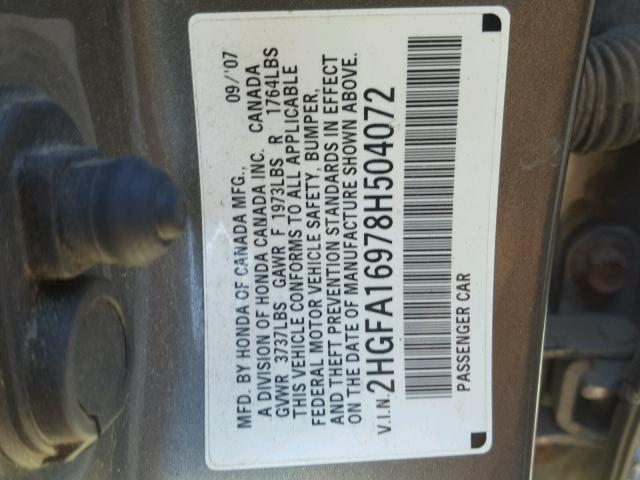 MFD. BY HONDA OF CANADA MFG., 09/'07
A DIVISION OF HONDA CANADA INC. CANADA
GVWR 3737LBS GAWR F 1973LBS R 1764LBS
THIS VEHICLE CONFORMS TO ALL APPLICABLE
FEDERAL MOTOR VEHICLE SAFETY, BUMPER,
AND THEFT PREVENTION STANDARDS IN EFFECT
ON THE DATE OF MANUFACTURE SHOWN ABOVE.
V.I.N. 2HGFA16978H504072
PASSENGER CAR